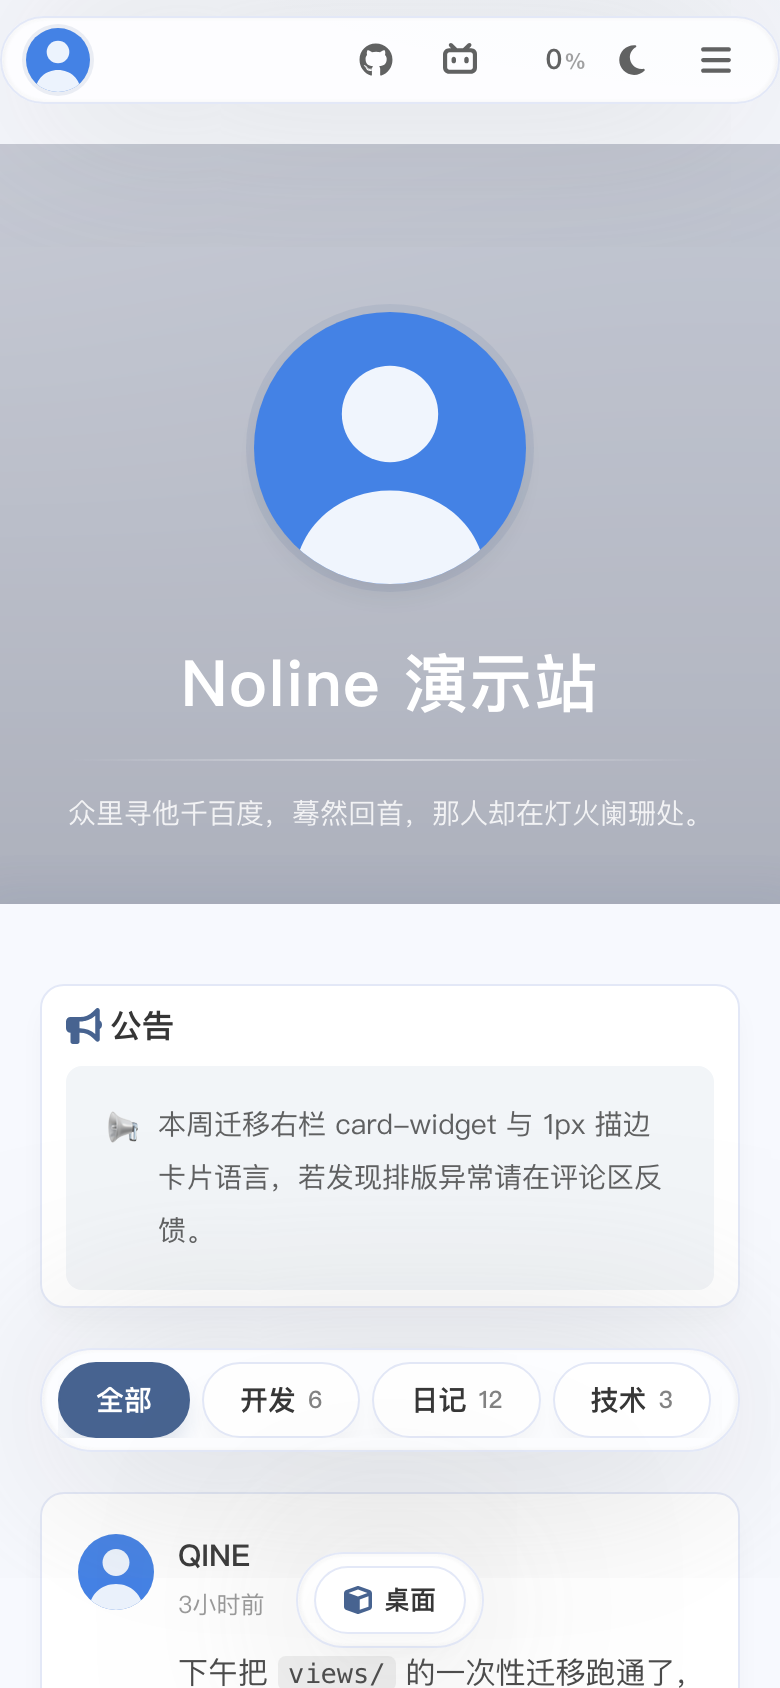 0%
Noline 演示站
众里寻他千百度，蓦然回首，那人却在灯火阑珊处。
公告
本周迁移右栏 card-widget 与 1px 描边
卡片语言，若发现排版异常请在评论区反
馈。
全部 开发 6 日记 12 技术 3
QINE
3小时前
桌面
下午把 views/ 的一次性迁移跑通了，